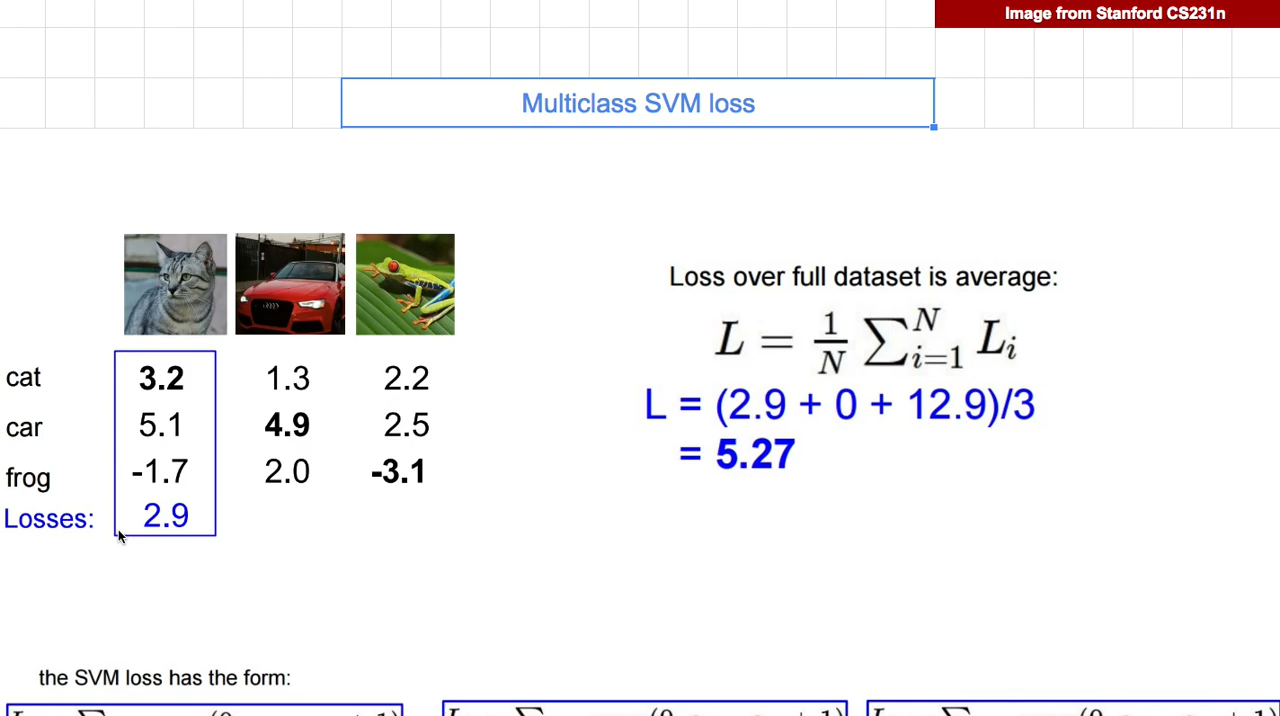 Image from Stanford CS231n
Multiclass SVM loss
Loss over full dataset is average:
L = 1/N ∑_{i=1}^{N} L_i
L = (2.9 + 0 + 12.9)/3
= 5.27
cat 3.2 1.3 2.2
car 5.1 4.9 2.5
frog -1.7 2.0 -3.1
Losses: 2.9
the SVM loss has the form: